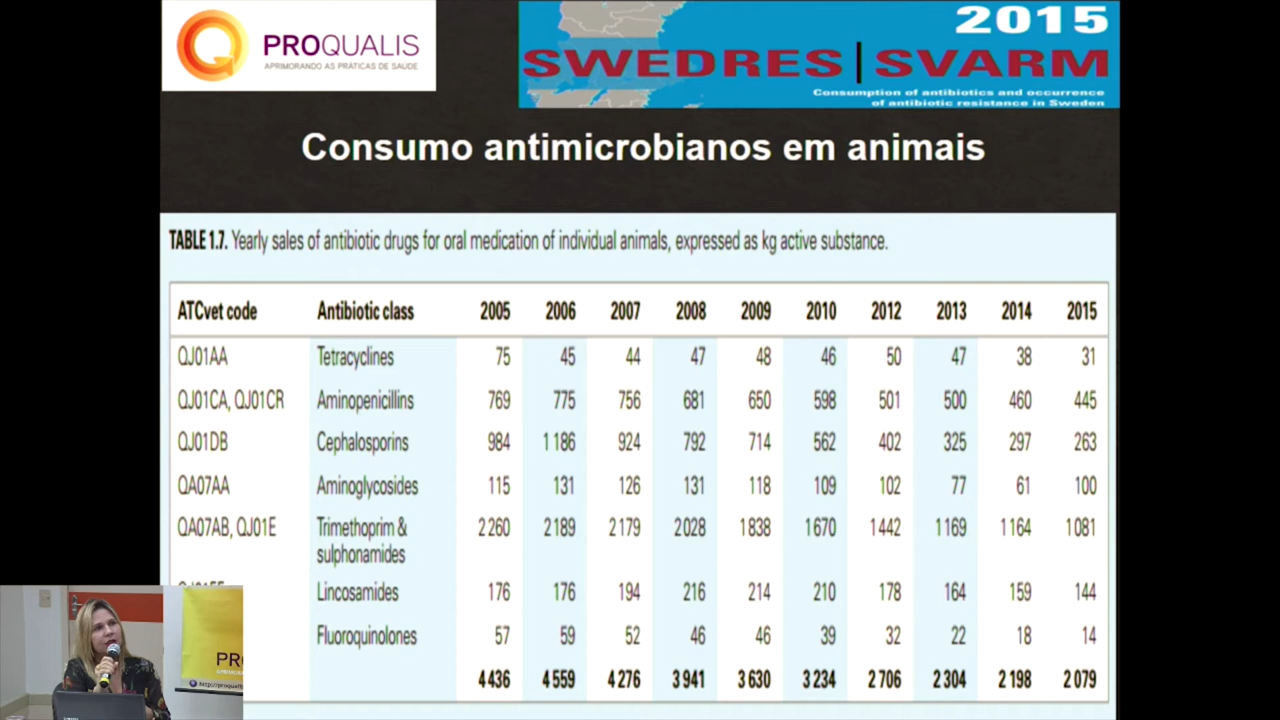 PROQUALIS
APRIMORANDO AS PRÁTICAS DE SAÚDE
2015
SWEDRES | SVARM
Consumption of antibiotics and occurrence
of antibiotic resistance in Sweden
Consumo antimicrobianos em animais
TABLE 1.7. Yearly sales of antibiotic drugs for oral medication of individual animals, expressed as kg active substance.
ATCvet code Antibiotic class 2005 2006 2007 2008 2009 2010 2012 2013 2014 2015
QJ01AA Tetracyclines 75 45 44 47 48 46 50 47 38 31
QJ01CA, QJ01CR Aminopenicillins 769 775 756 681 650 598 501 500 460 445
QJ01DB Cephalosporins 984 1 186 924 792 714 562 402 325 297 263
QA07AA Aminoglycosides 115 131 126 131 118 109 102 77 61 100
QA07AB, QJ01E Trimethoprim & 2 260 2 189 2 179 2 028 1 838 1 670 1 442 1 169 1 164 1 081
sulphonamides
Lincosamides 176 176 194 216 214 210 178 164 159 144
Fluoroquinolones 57 59 52 46 46 39 32 22 18 14
4 436 4 559 4 276 3 941 3 630 3 234 2 706 2 304 2 198 2 079
PR
http://proqual